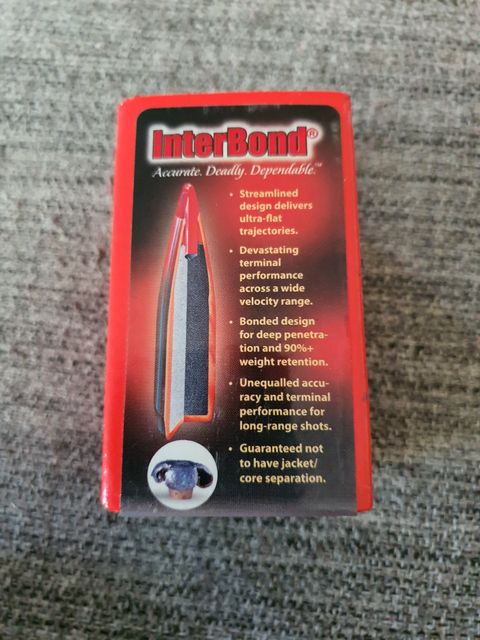 InterBond®
Accurate. Deadly. Dependable.™
• Streamlined
design delivers
ultra-flat
trajectories.
• Devastating
terminal
performance
across a wide
velocity range.
• Bonded design
for deep penetra-
tion and 90%+
weight retention.
• Unequalled accu-
racy and terminal
performance for
long-range shots.
• Guaranteed not
to have jacket/
core separation.